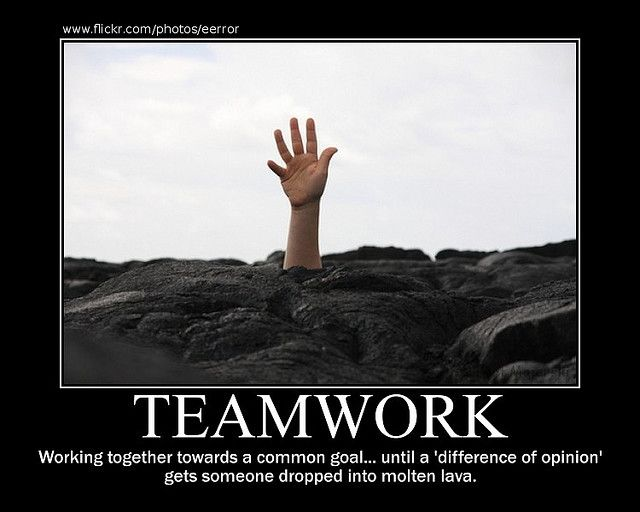 www.flickr.com/photos/eerror
TEAMWORK
Working together towards a common goal... until a 'difference of opinion'
gets someone dropped into molten lava.